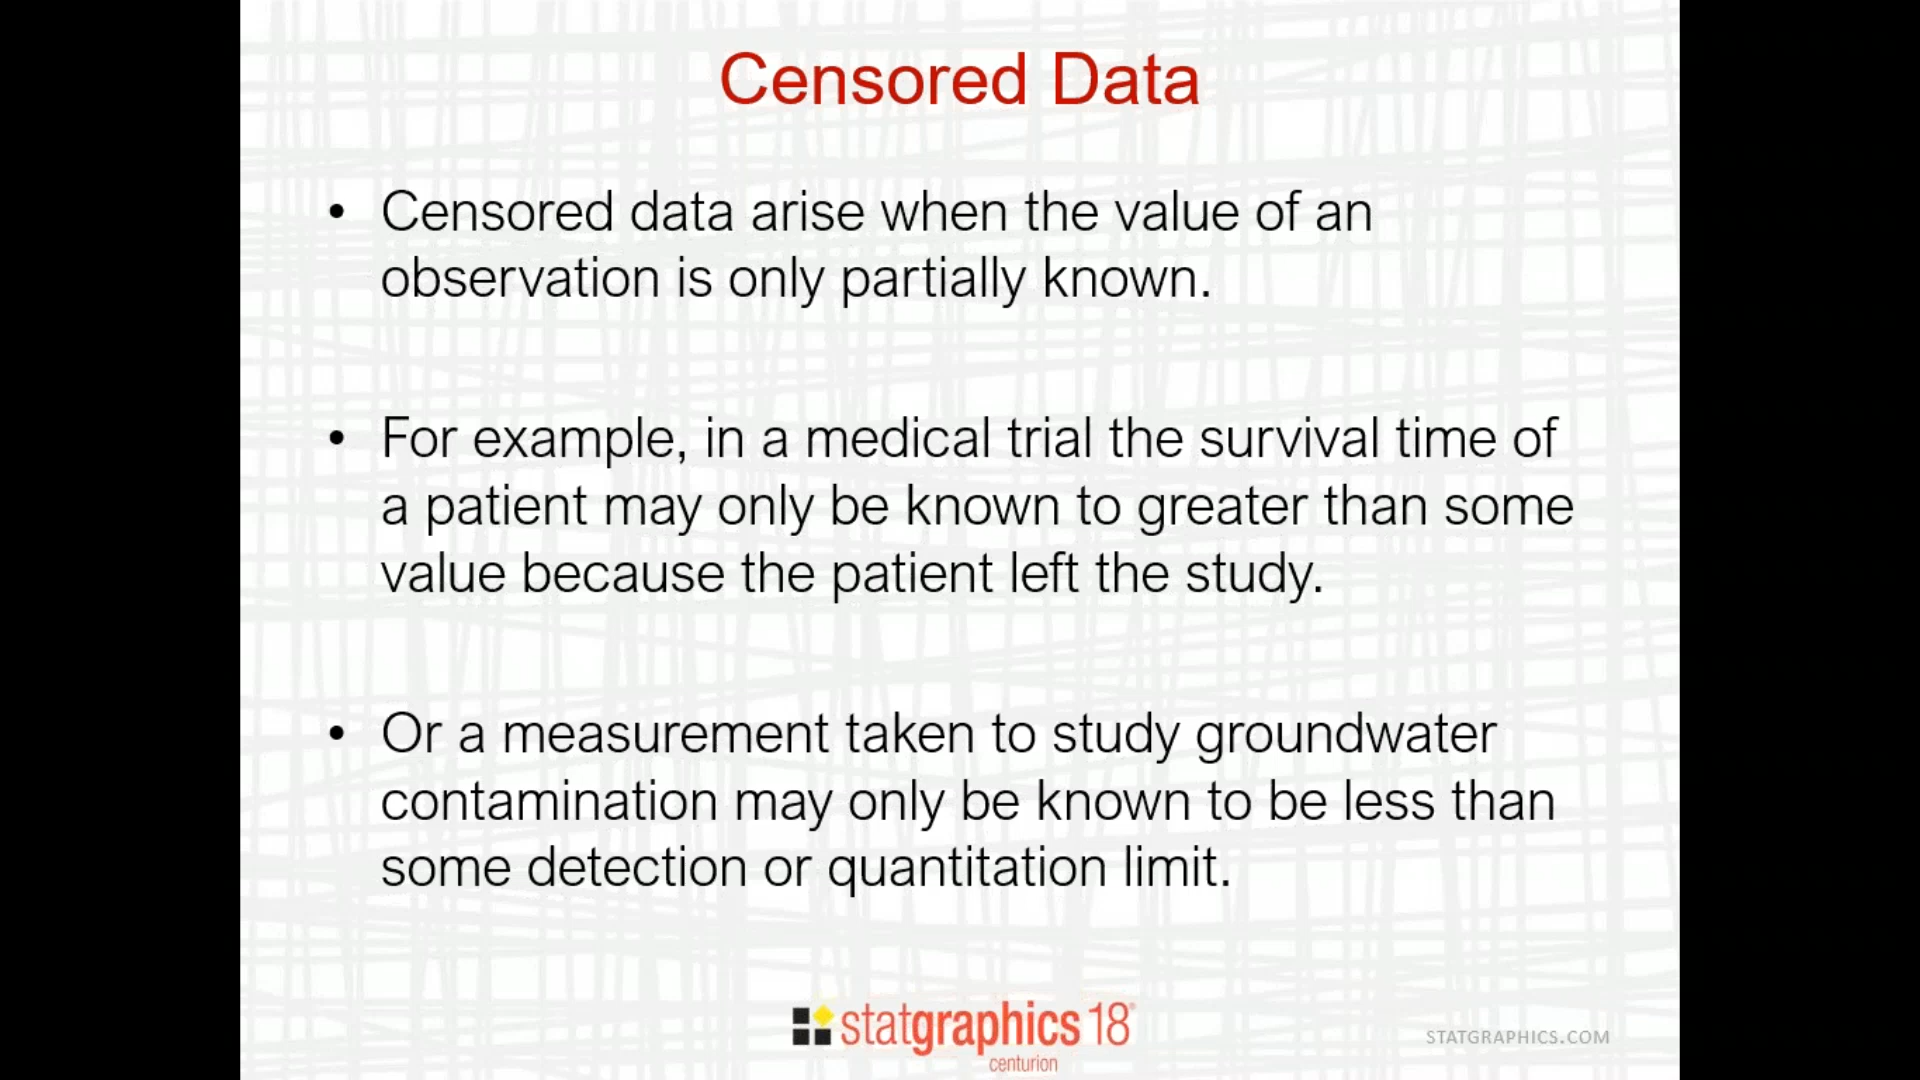 Censored Data
• Censored data arise when the value of an
observation is only partially known.
• For example, in a medical trial the survival time of
a patient may only be known to greater than some
value because the patient left the study.
• Or a measurement taken to study groundwater
contamination may only be known to be less than
some detection or quantitation limit.
statgraphics 18®
centurion
STATGRAPHICS.COM